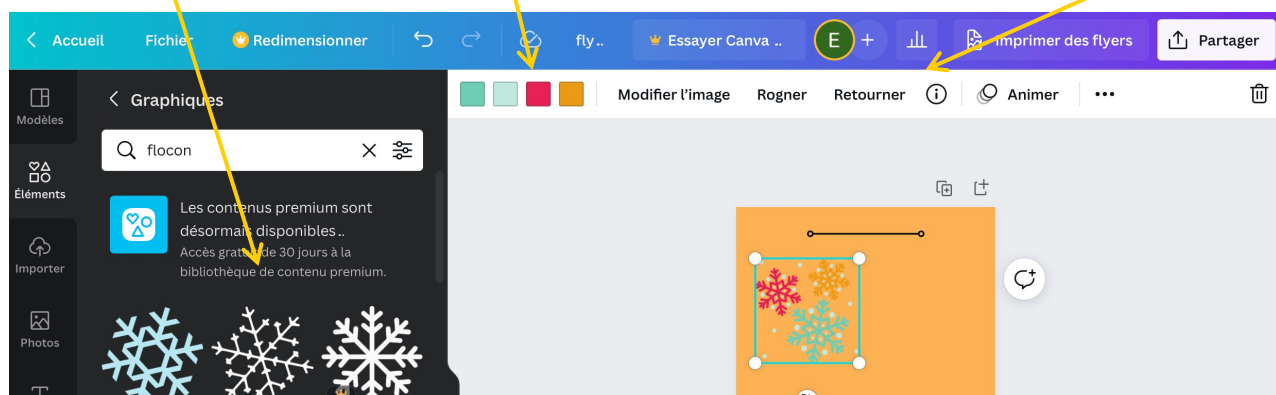 Accueil Fichier Redimensionner fly.. Essayer Canva .. E + Imprimer des flyers Partager
Modèles
Éléments
Importer
Photos
Graphiques
flocon
Les contenus premium sont
désormais disponibles..
Accès gratuit de 30 jours à la
bibliothèque de contenu premium.
Modifier l'image Rogner Retourner Animer